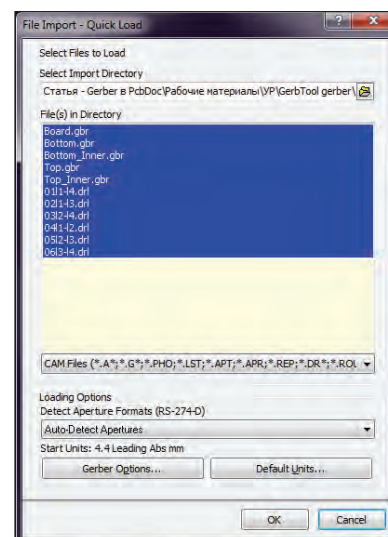 File Import - Quick Load
Select Files to Load
Select Import Directory
Статья - Gerber в PcbDoc\Рабочие материалы\УР\GerbTool gerber\
File(s) in Directory
Board.gbr
Bottom.gbr
Bottom_Inner.gbr
Top.gbr
Top_Inner.gbr
01l1-l4.drl
02l1-l3.drl
03l2-l4.drl
04l1-l2.drl
05l2-l3.drl
06l3-l4.drl
CAM Files (*.A*;*.G*;*.PHO;*.LST;*.APT;*.APR;*.REP;*.DR*;*.ROU
Loading Options
Detect Aperture Formats (RS-274-D)
Auto-Detect Apertures
Start Units: 4.4 Leading Abs mm
Gerber Options...
Default Units...
OK
Cancel